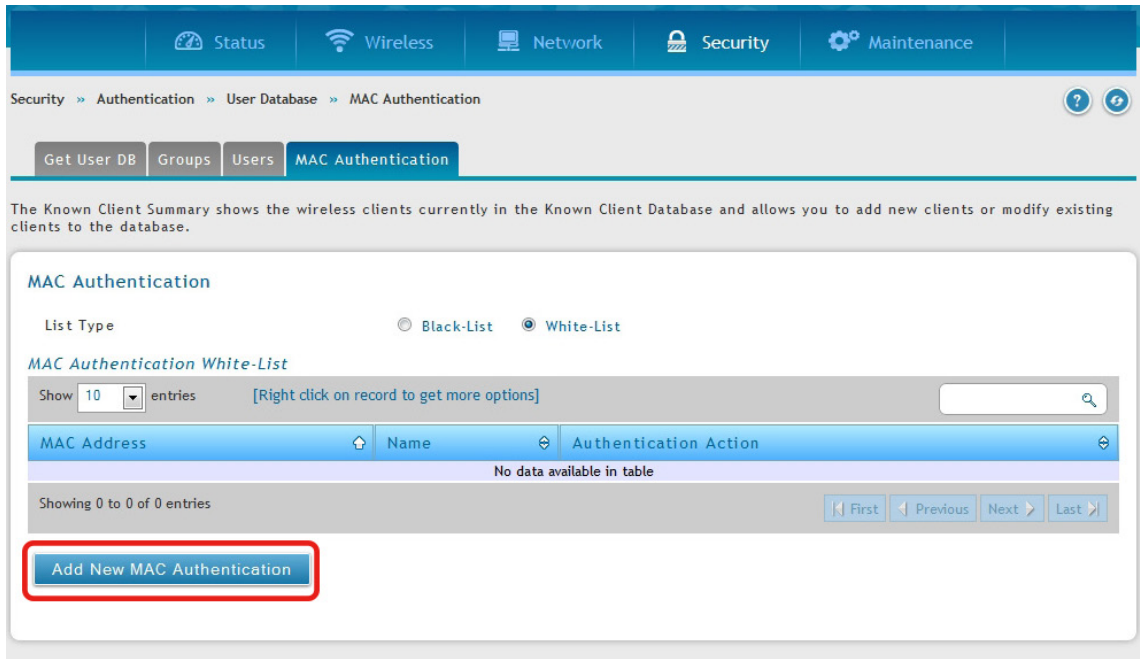 Status Wireless Network Security Maintenance
Security » Authentication » User Database » MAC Authentication ?
Get User DB Groups Users MAC Authentication
The Known Client Summary shows the wireless clients currently in the Known Client Database and allows you to add new clients or modify existing
clients to the database.
MAC Authentication
List Type Black-List White-List
MAC Authentication White-List
Show 10 entries [Right click on record to get more options]
MAC Address Name Authentication Action
No data available in table
Showing 0 to 0 of 0 entries First Previous Next Last
Add New MAC Authentication